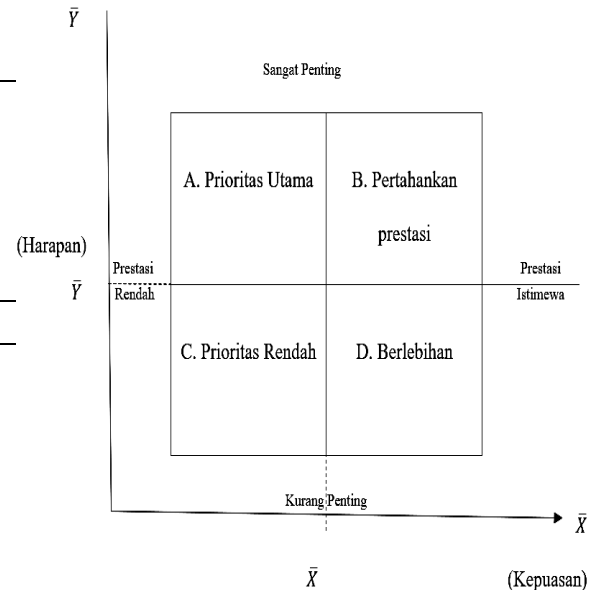 Ȳ
Sangat Penting
A. Prioritas Utama
B. Pertahankan
prestasi
(Harapan)
Prestasi
Rendah
Prestasi
Istimewa
Ȳ
C. Prioritas Rendah
D. Berlebihan
Kurang Penting
X̄
X̄
(Kepuasan)